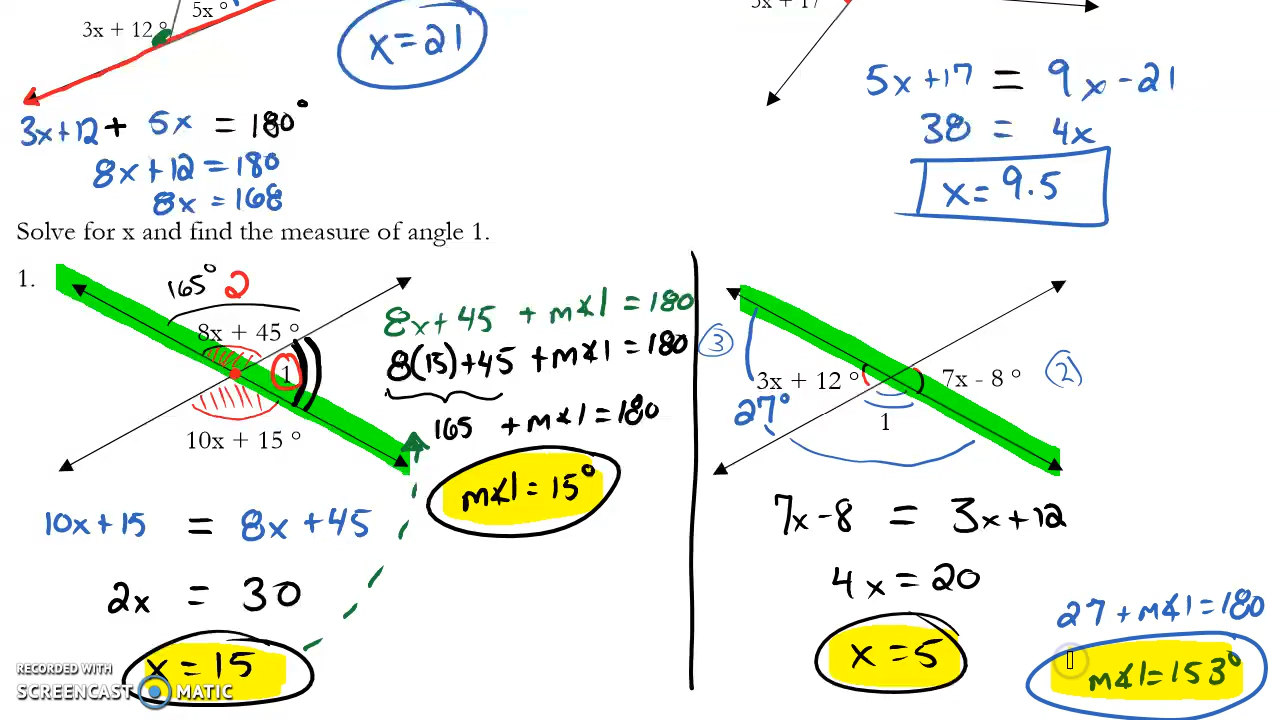 5x °
3x + 12 °
x = 21
3x+12 + 5x = 180°
8x + 12 = 180
8x = 168
5x+17 = 9x -21
38 = 4x
x = 9.5
Solve for x and find the measure of angle 1.
1.
165° 2
8x + 45 °
1
10x + 15 °
8x+45 + m∡1 = 180
8(15)+45 + m∡1 = 180
165 + m∡1 = 180
m∡1 = 15°
10x+15 = 8x +45
2x = 30
x = 15
3
2
3x + 12 °
7x - 8 °
27°
1
7x -8 = 3x +12
4x = 20
x = 5
27 + m∡1 = 180
m∡1 = 153°
RECORDED WITH
SCREENCAST MATIC